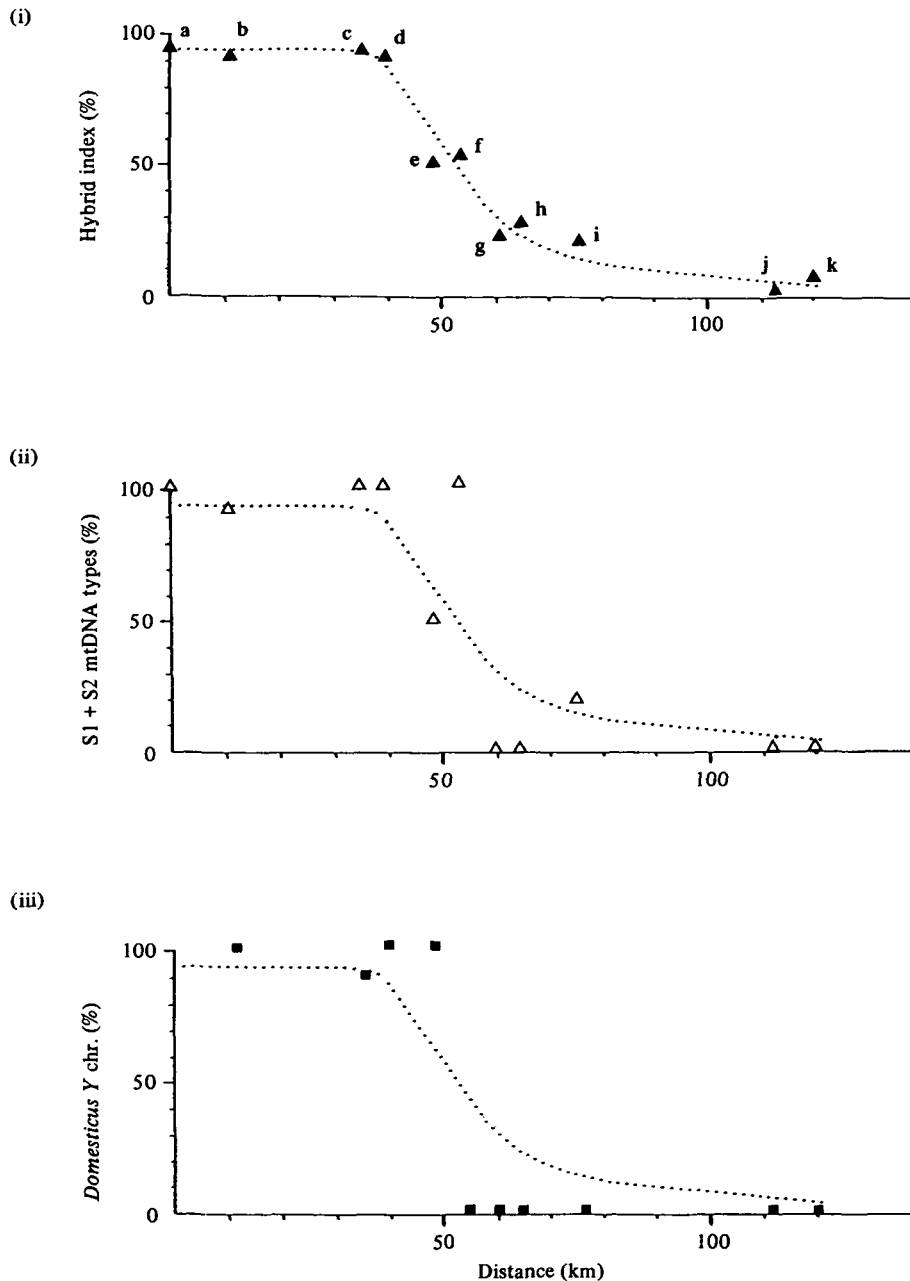 (i)
100
Hybrid index (%)
50
0
a
b
c
d
e
f
g
h
i
j
k
50
100
(ii)
100
S1 + S2 mtDNA types (%)
50
0
50
100
(iii)
100
Domesticus Y chr. (%)
50
0
50
100
Distance (km)